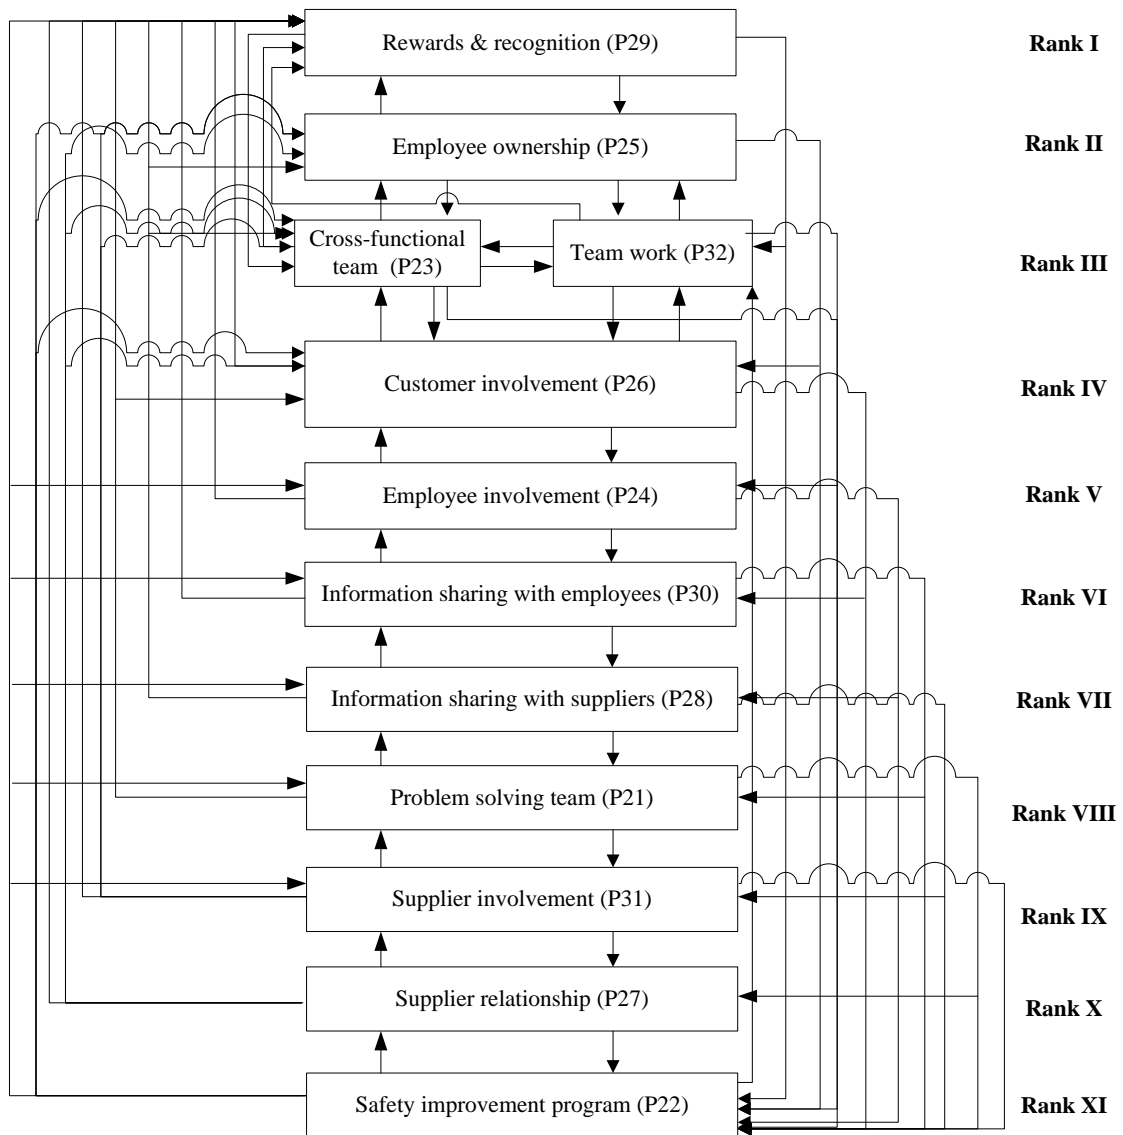 Rewards & recognition (P29)
Rank I
Employee ownership (P25)
Rank II
Cross-functional
team (P23)
Team work (P32)
Rank III
Customer involvement (P26)
Rank IV
Employee involvement (P24)
Rank V
Information sharing with employees (P30)
Rank VI
Information sharing with suppliers (P28)
Rank VII
Problem solving team (P21)
Rank VIII
Supplier involvement (P31)
Rank IX
Supplier relationship (P27)
Rank X
Safety improvement program (P22)
Rank XI